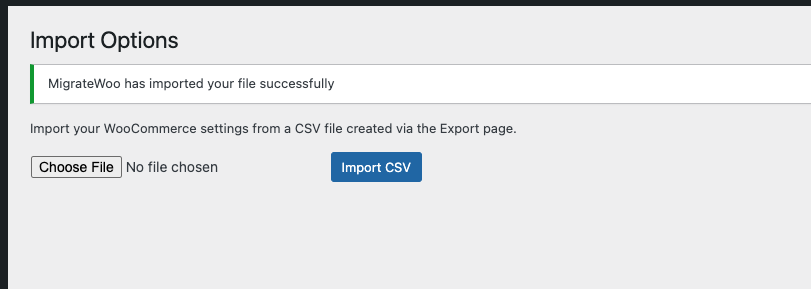 Import Options
MigrateWoo has imported your file successfully
Import your WooCommerce settings from a CSV file created via the Export page.
Choose File No file chosen Import CSV